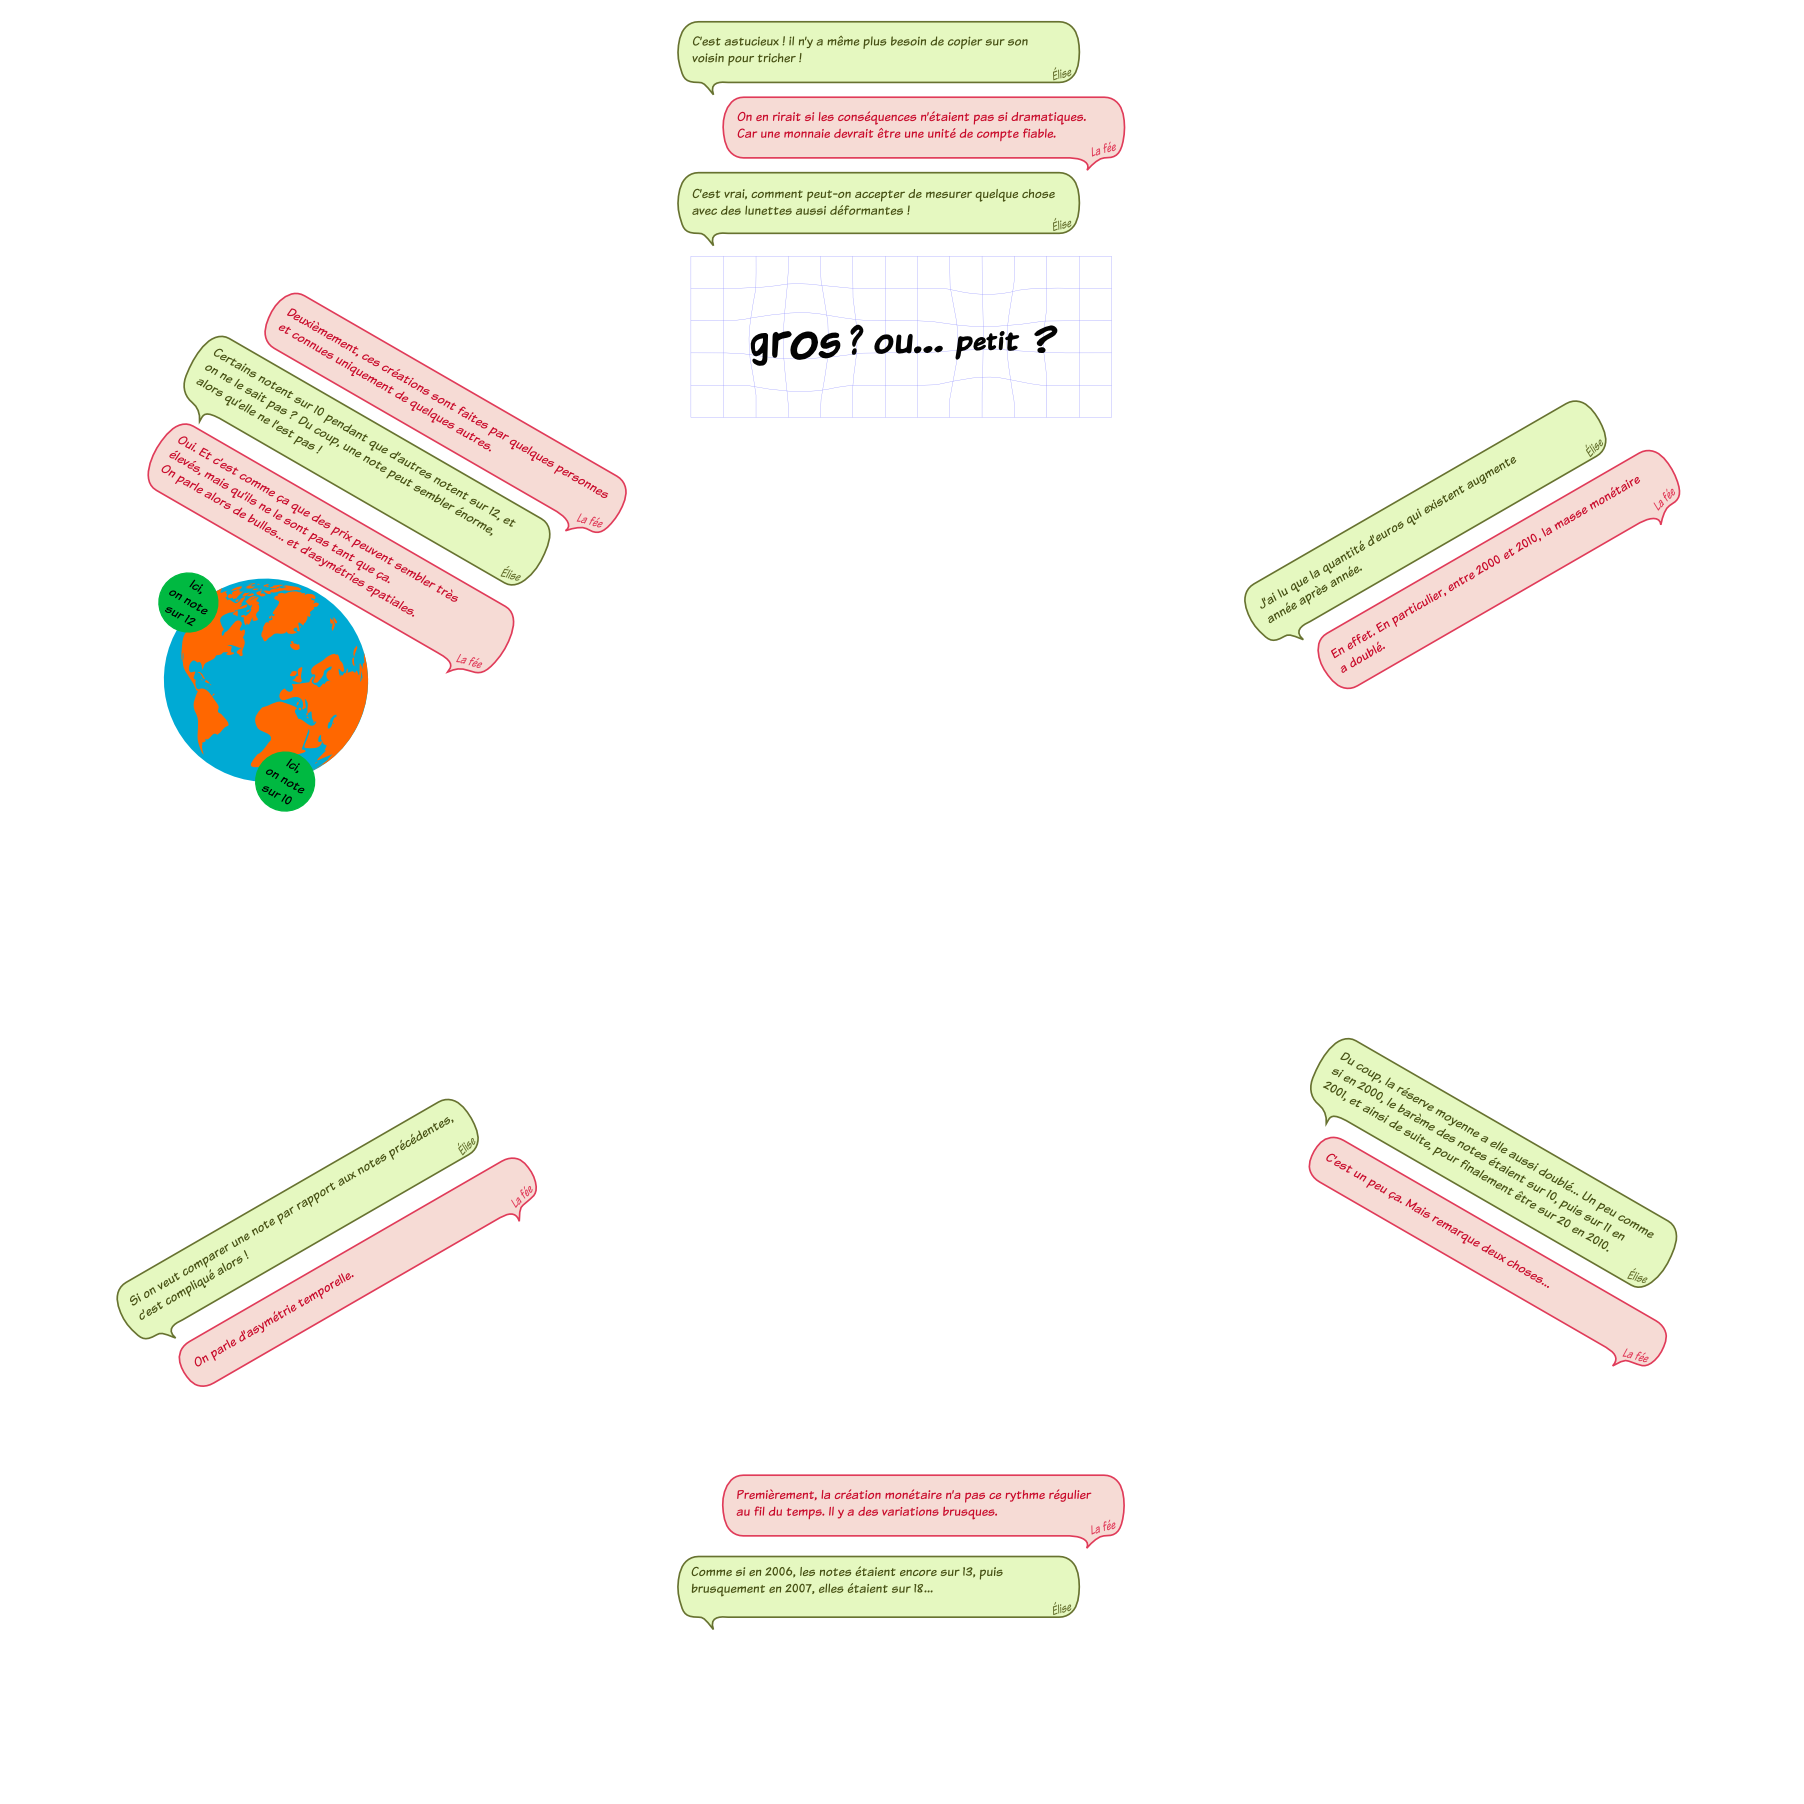 C'est astucieux ! il n'y a même plus besoin de copier sur son
voisin pour tricher !
Élise
On en rirait si les conséquences n'étaient pas si dramatiques.
Car une monnaie devrait être une unité de compte fiable.
La fée
C'est vrai, comment peut-on accepter de mesurer quelque chose
avec des lunettes aussi déformantes !
Élise
gros ? ou... petit ?
J'ai lu que la quantité d'euros qui existent augmente
année après année.
Élise
En effet. En particulier, entre 2000 et 2010, la masse monétaire
a doublé.
La fée
Du coup, la réserve moyenne a elle aussi doublé... Un peu comme
si en 2000, le barème des notes étaient sur 10, puis sur 11 en
2001, et ainsi de suite, pour finalement être sur 20 en 2010.
Élise
C'est un peu ça. Mais remarque deux choses...
La fée
Premièrement, la création monétaire n'a pas ce rythme régulier
au fil du temps. Il y a des variations brusques.
La fée
Comme si en 2006, les notes étaient encore sur 13, puis
brusquement en 2007, elles étaient sur 18...
Élise
Si on veut comparer une note par rapport aux notes précédentes,
c'est compliqué alors !
Élise
On parle d'asymétrie temporelle.
La fée
Deuxièmement, ces créations sont faites par quelques personnes
et connues uniquement de quelques autres.
La fée
Certains notent sur 10 pendant que d'autres notent sur 12, et
on ne le sait pas ? Du coup, une note peut sembler énorme,
alors qu'elle ne l'est pas !
Élise
Oui. Et c'est comme ça que des prix peuvent sembler très
élevés, mais qu'ils ne le sont pas tant que ça.
On parle alors de bulles... et d'asymétries spatiales.
La fée
Ici,
on note
sur 12
Ici,
on note
sur 10